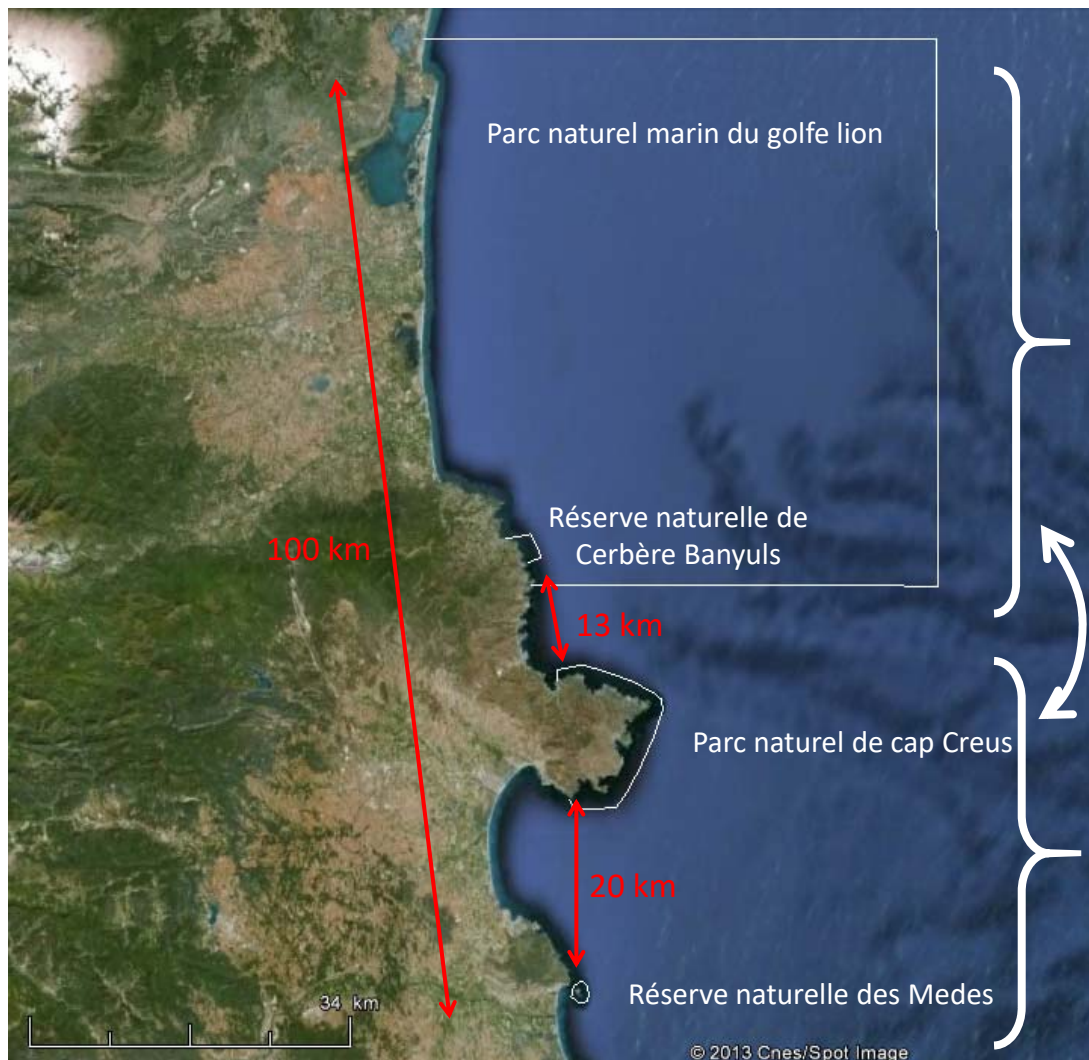 Parc naturel marin du golfe lion
Réserve naturelle de
Cerbère Banyuls
100 km
13 km
Parc naturel de cap Creus
20 km
Réserve naturelle des Medes
34 km
© 2013 Cnes/Spot Image